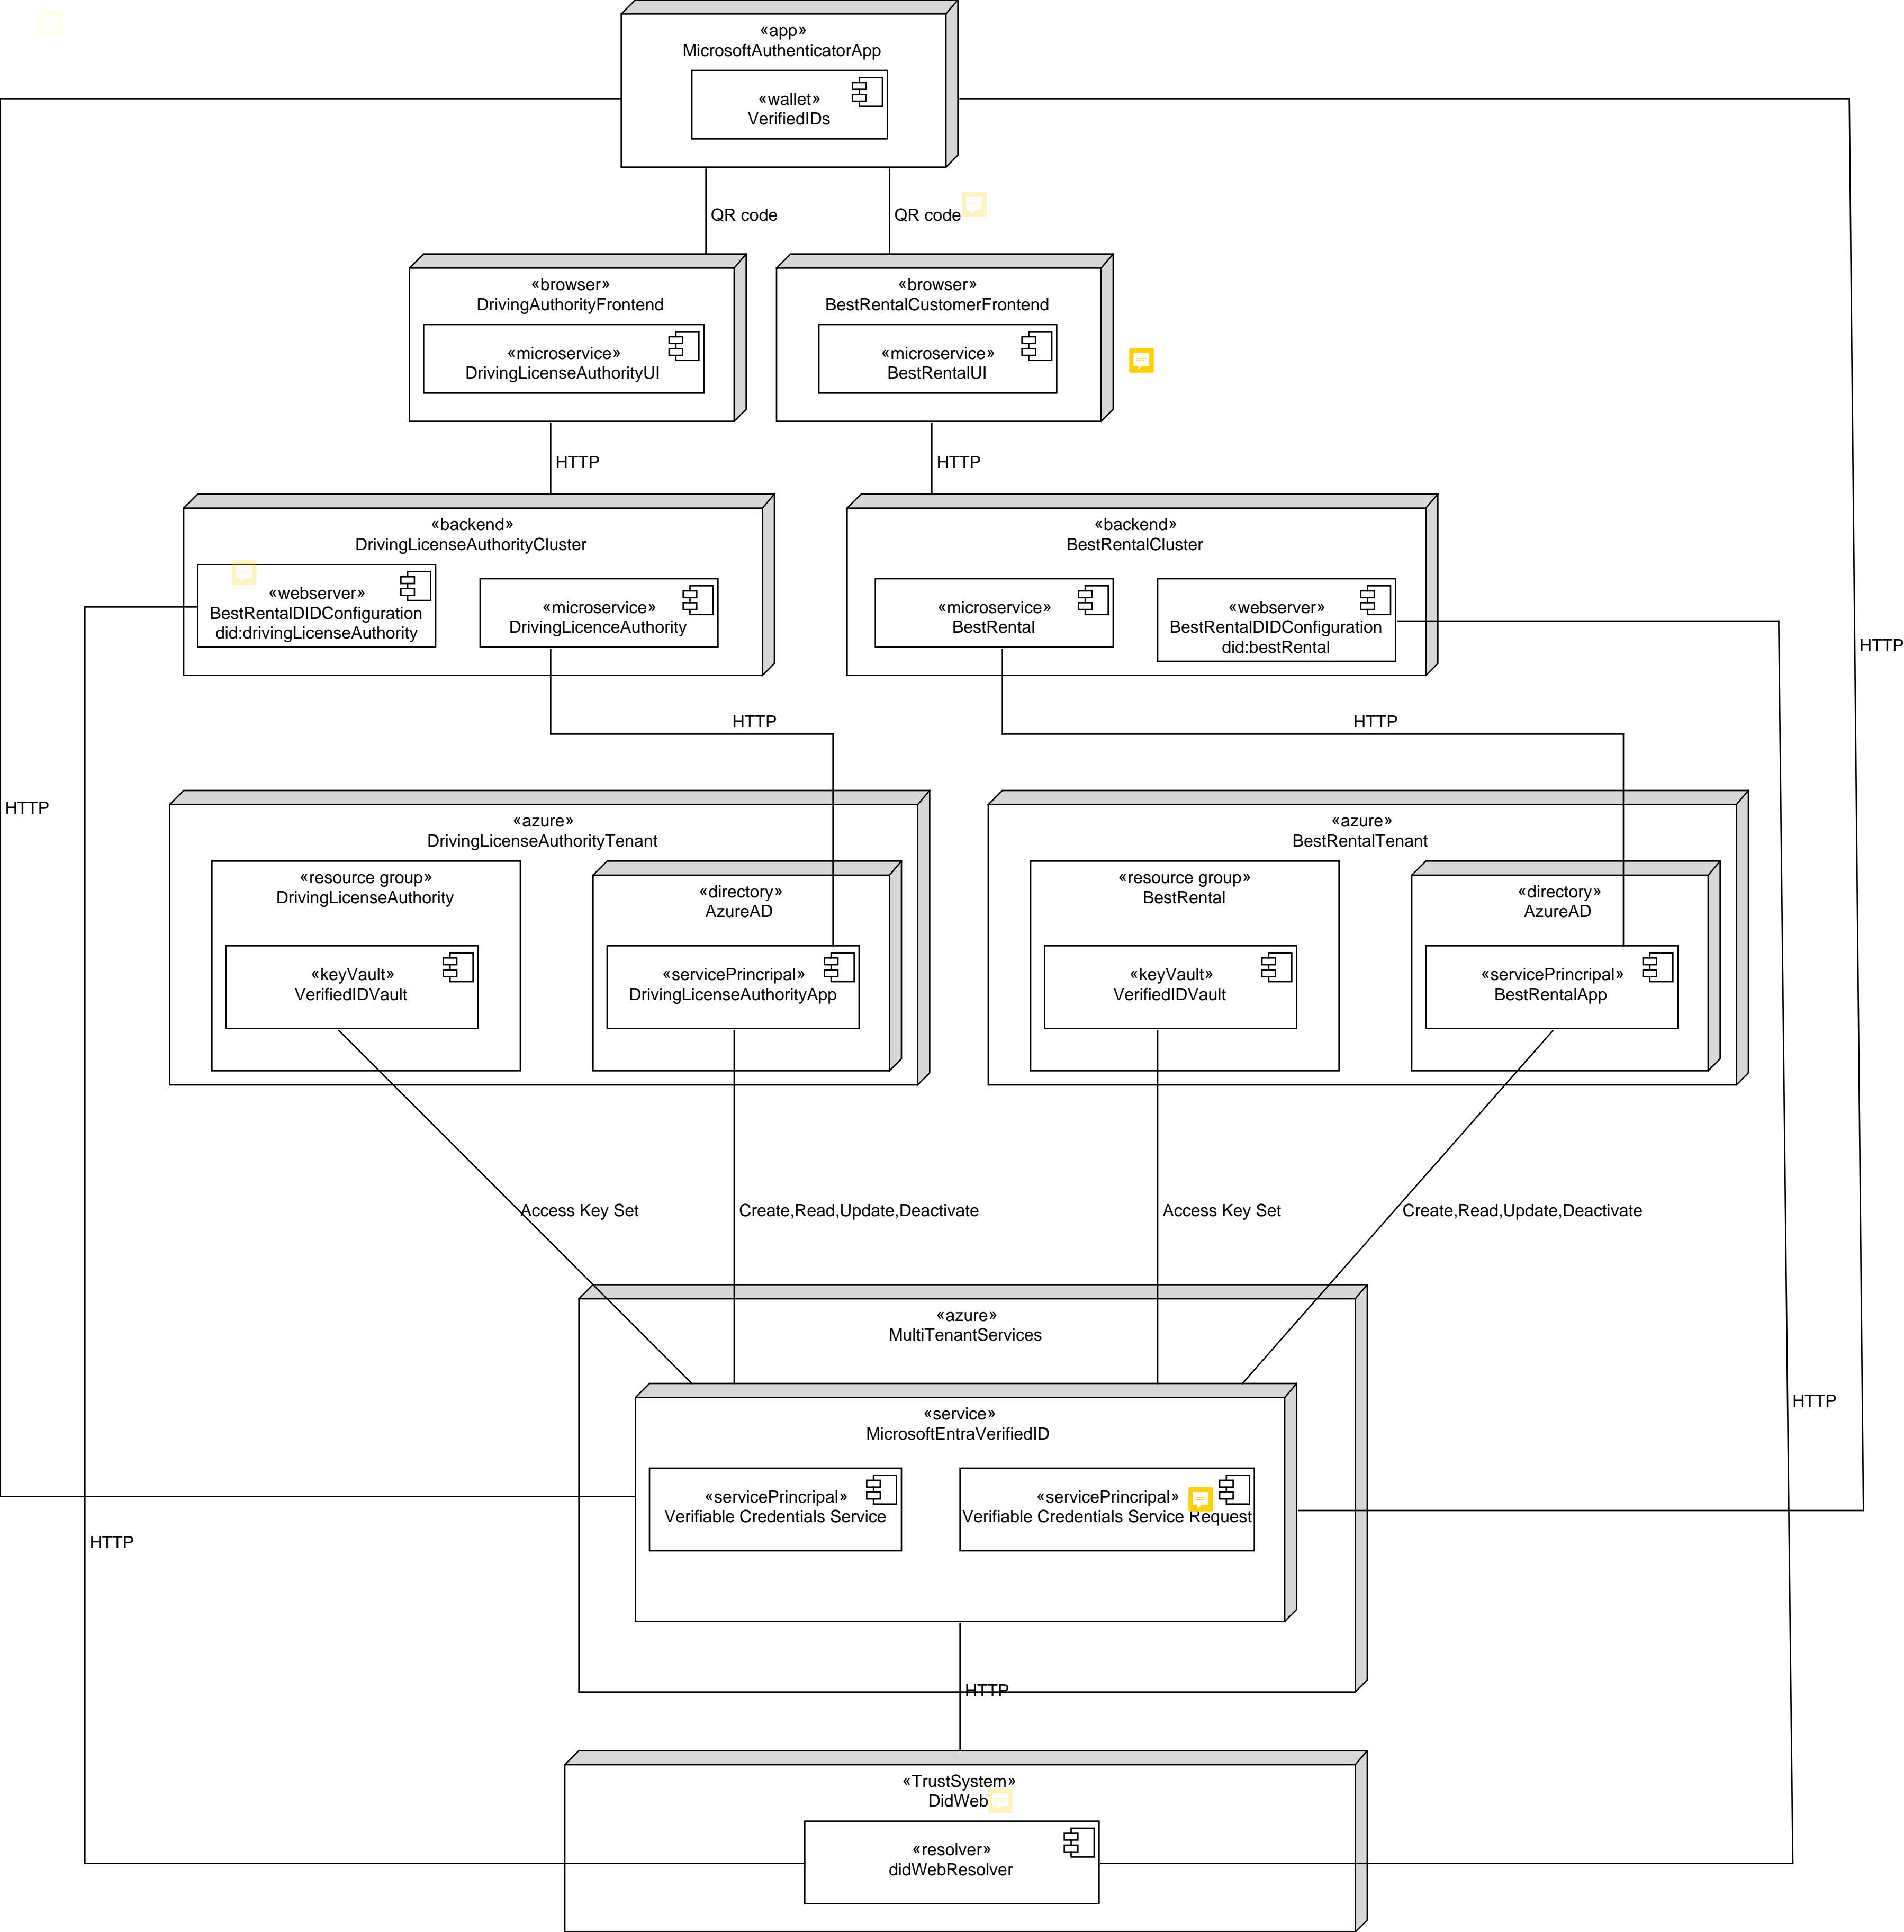 «app»
MicrosoftAuthenticatorApp
«wallet»
VerifiedIDs
QR code
QR code
«browser»
DrivingAuthorityFrontend
«microservice»
DrivingLicenseAuthorityUI
«browser»
BestRentalCustomerFrontend
«microservice»
BestRentalUI
HTTP
HTTP
«backend»
DrivingLicenseAuthorityCluster
«webserver»
BestRentalDIDConfiguration
did:drivingLicenseAuthority
«microservice»
DrivingLicenceAuthority
«backend»
BestRentalCluster
«microservice»
BestRental
«webserver»
BestRentalDIDConfiguration
did:bestRental
HTTP
HTTP
HTTP
HTTP
«azure»
DrivingLicenseAuthorityTenant
«resource group»
DrivingLicenseAuthority
«keyVault»
VerifiedIDVault
«directory»
AzureAD
«servicePrincripal»
DrivingLicenseAuthorityApp
«azure»
BestRentalTenant
«resource group»
BestRental
«keyVault»
VerifiedIDVault
«directory»
AzureAD
«servicePrincripal»
BestRentalApp
Access Key Set
Create,Read,Update,Deactivate
Access Key Set
Create,Read,Update,Deactivate
«azure»
MultiTenantServices
HTTP
«service»
MicrosoftEntraVerifiedID
«servicePrincripal»
Verifiable Credentials Service
«servicePrincripal»
Verifiable Credentials Service Request
HTTP
HTTP
«TrustSystem»
DidWeb
«resolver»
didWebResolver